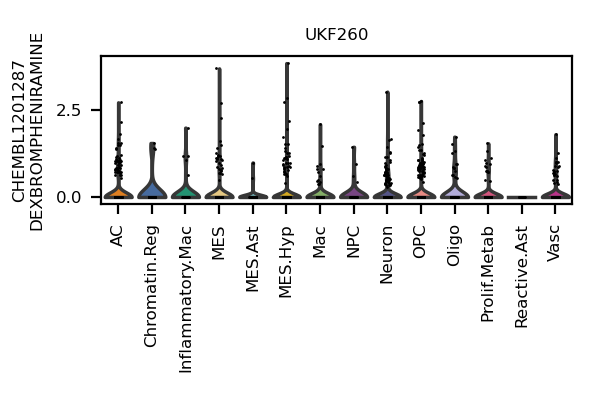 UKF260
CHEMBL1201287
DEXBROMPHENIRAMINE
2.5
0.0
AC
Chromatin.Reg
Inflammatory.Mac
MES
MES.Ast
MES.Hyp
Mac
NPC
Neuron
OPC
Oligo
Prolif.Metab
Reactive.Ast
Vasc